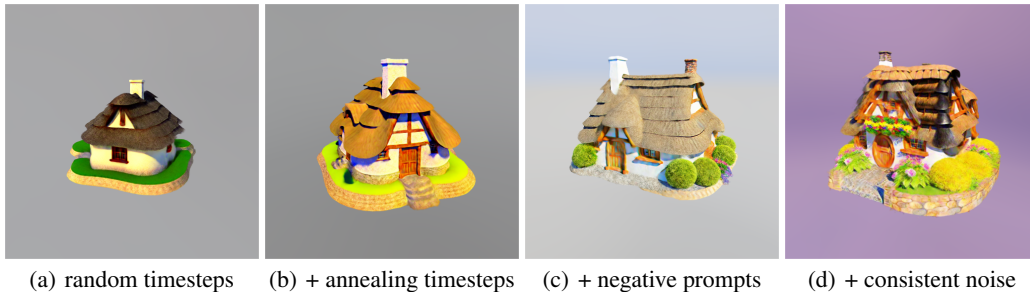 (a) random timesteps
(b) + annealing timesteps
(c) + negative prompts
(d) + consistent noise